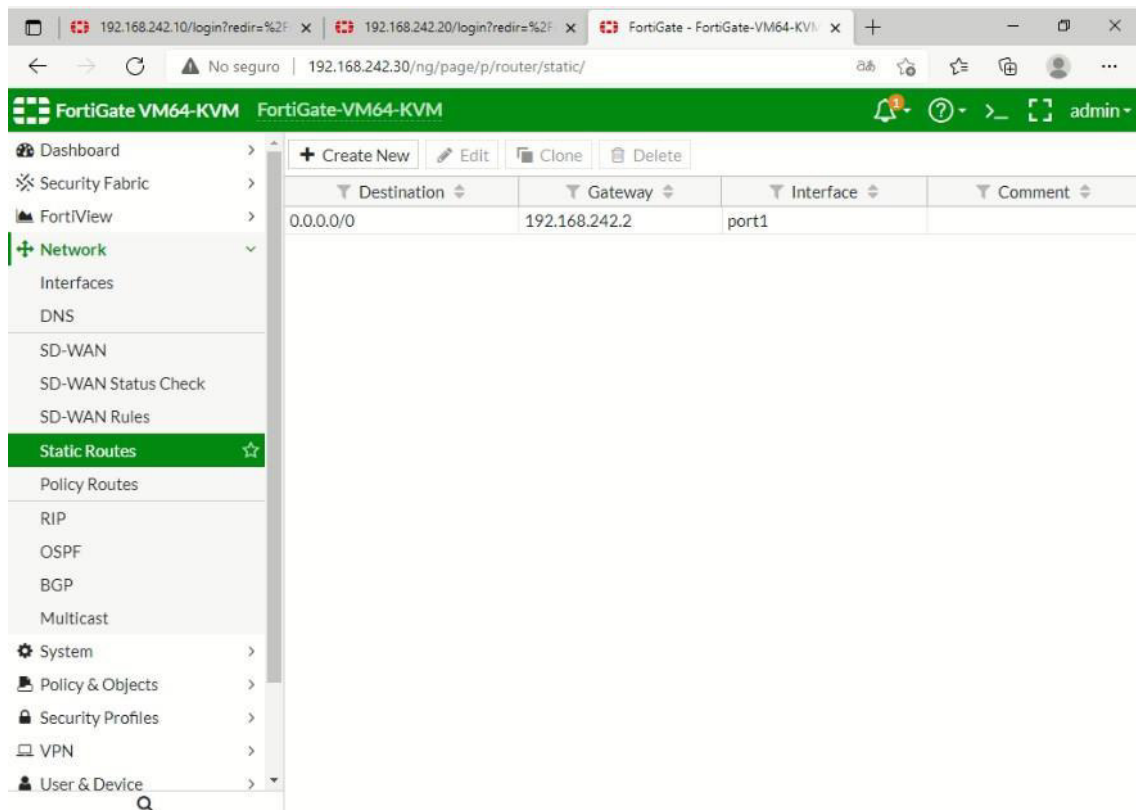 192.168.242.10/login?redir=%2F 192.168.242.20/login?redir=%2F FortiGate - FortiGate-VM64-KVM
No seguro 192.168.242.30/ng/page/p/router/static/ aあ
FortiGate VM64-KVM FortiGate-VM64-KVM 1 admin
Dashboard
Security Fabric
FortiView
Network
Interfaces
DNS
SD-WAN
SD-WAN Status Check
SD-WAN Rules
Static Routes
Policy Routes
RIP
OSPF
BGP
Multicast
System
Policy & Objects
Security Profiles
VPN
User & Device
Create New Edit Clone Delete
Destination Gateway Interface Comment
0.0.0.0/0 192.168.242.2 port1